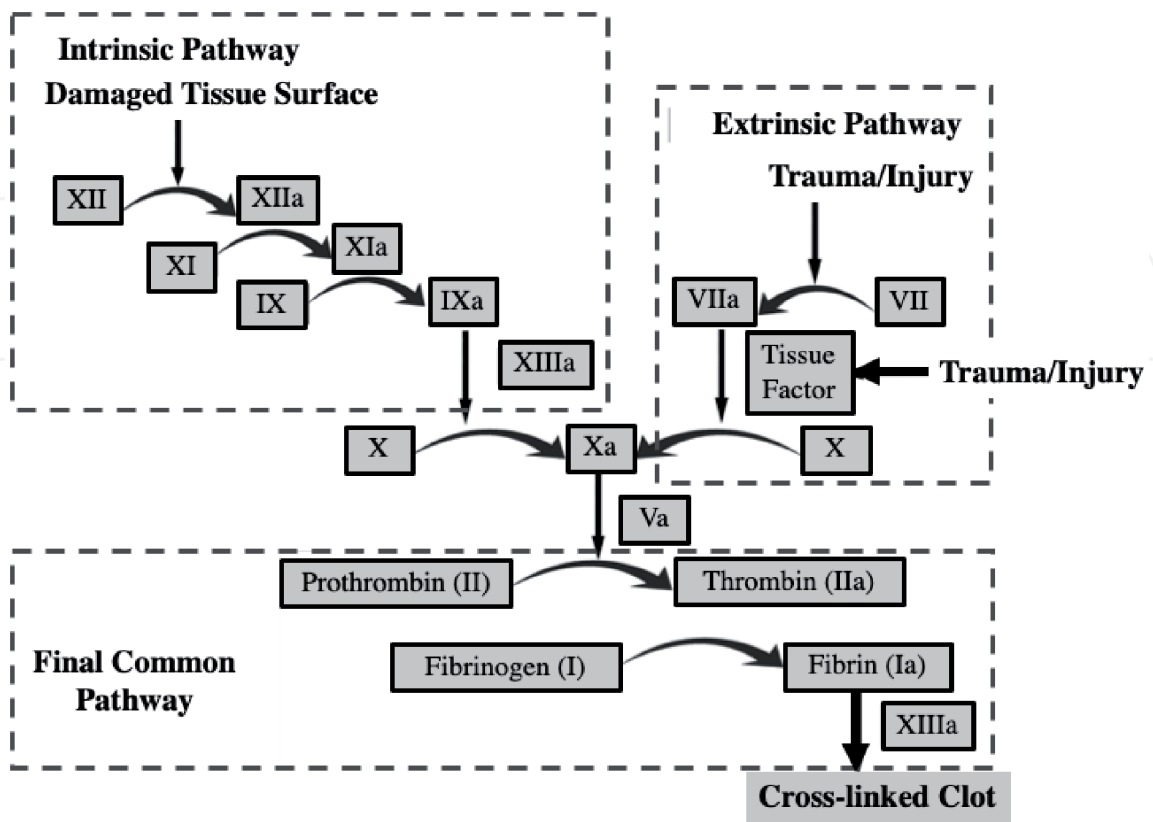 Intrinsic Pathway
Damaged Tissue Surface
Extrinsic Pathway
Trauma/Injury
XII
XIIa
XI
XIa
IX
IXa
VIIa
VII
XIIIa
Tissue
Factor
Trauma/Injury
X
Xa
X
Va
Prothrombin (II)
Thrombin (IIa)
Final Common
Pathway
Fibrinogen (I)
Fibrin (Ia)
XIIIa
Cross-linked Clot